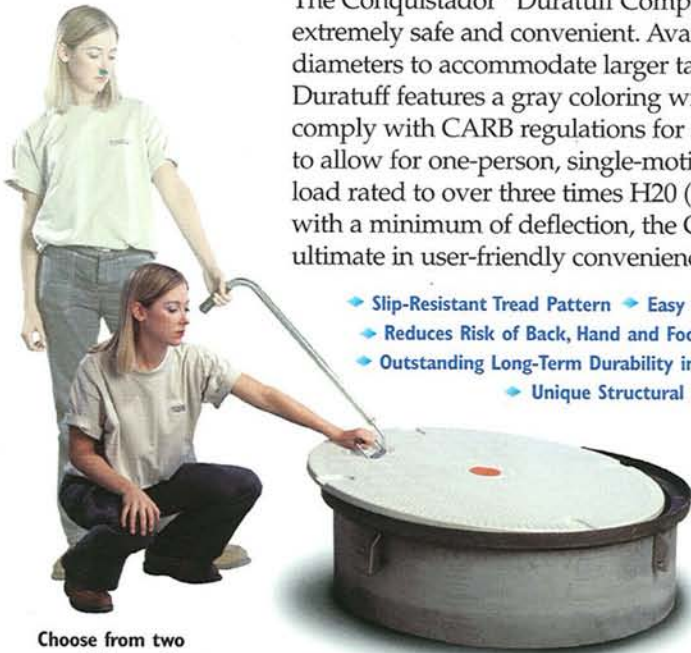 The Conquistador Duratuff Comp
extremely safe and convenient. Ava
diameters to accommodate larger ta
Duratuff features a gray coloring w
comply with CARB regulations for
to allow for one-person, single-moti
load rated to over three times H20 (
with a minimum of deflection, the C
ultimate in user-friendly convenienc
Slip-Resistant Tread Pattern Easy
Reduces Risk of Back, Hand and Foo
Outstanding Long-Term Durability in
Unique Structural
Choose from two